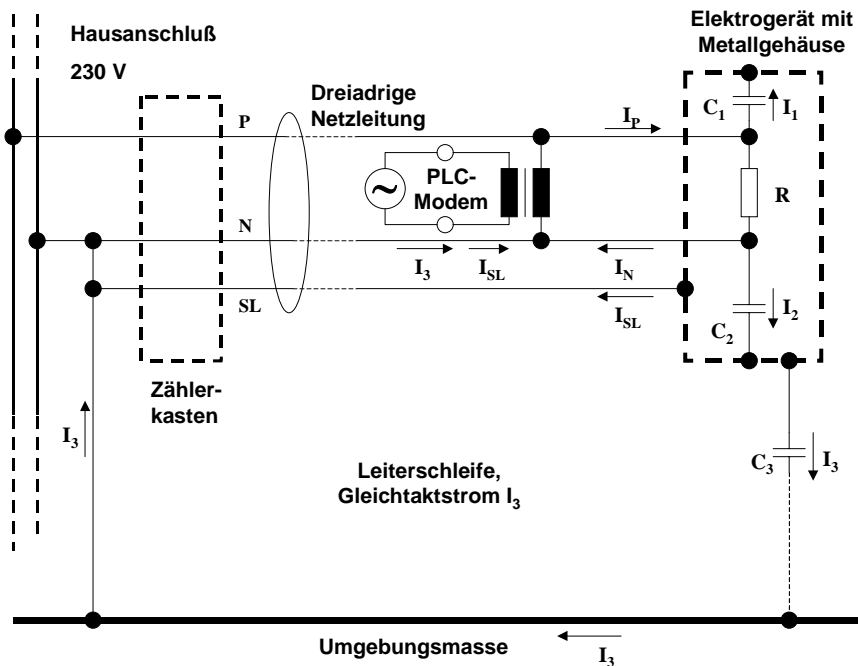 Hausanschluß
230 V
Elektrogerät mit
Metallgehäuse
Dreiadrige
Netzleitung
P
I_P
C_1
I_1
~
PLC-
Modem
R
N
I_3
I_SL
I_N
SL
I_SL
C_2
I_2
Zähler-
kasten
I_3
Leiterschleife,
Gleichtaktstrom I_3
C_3
I_3
Umgebungsmasse
I_3